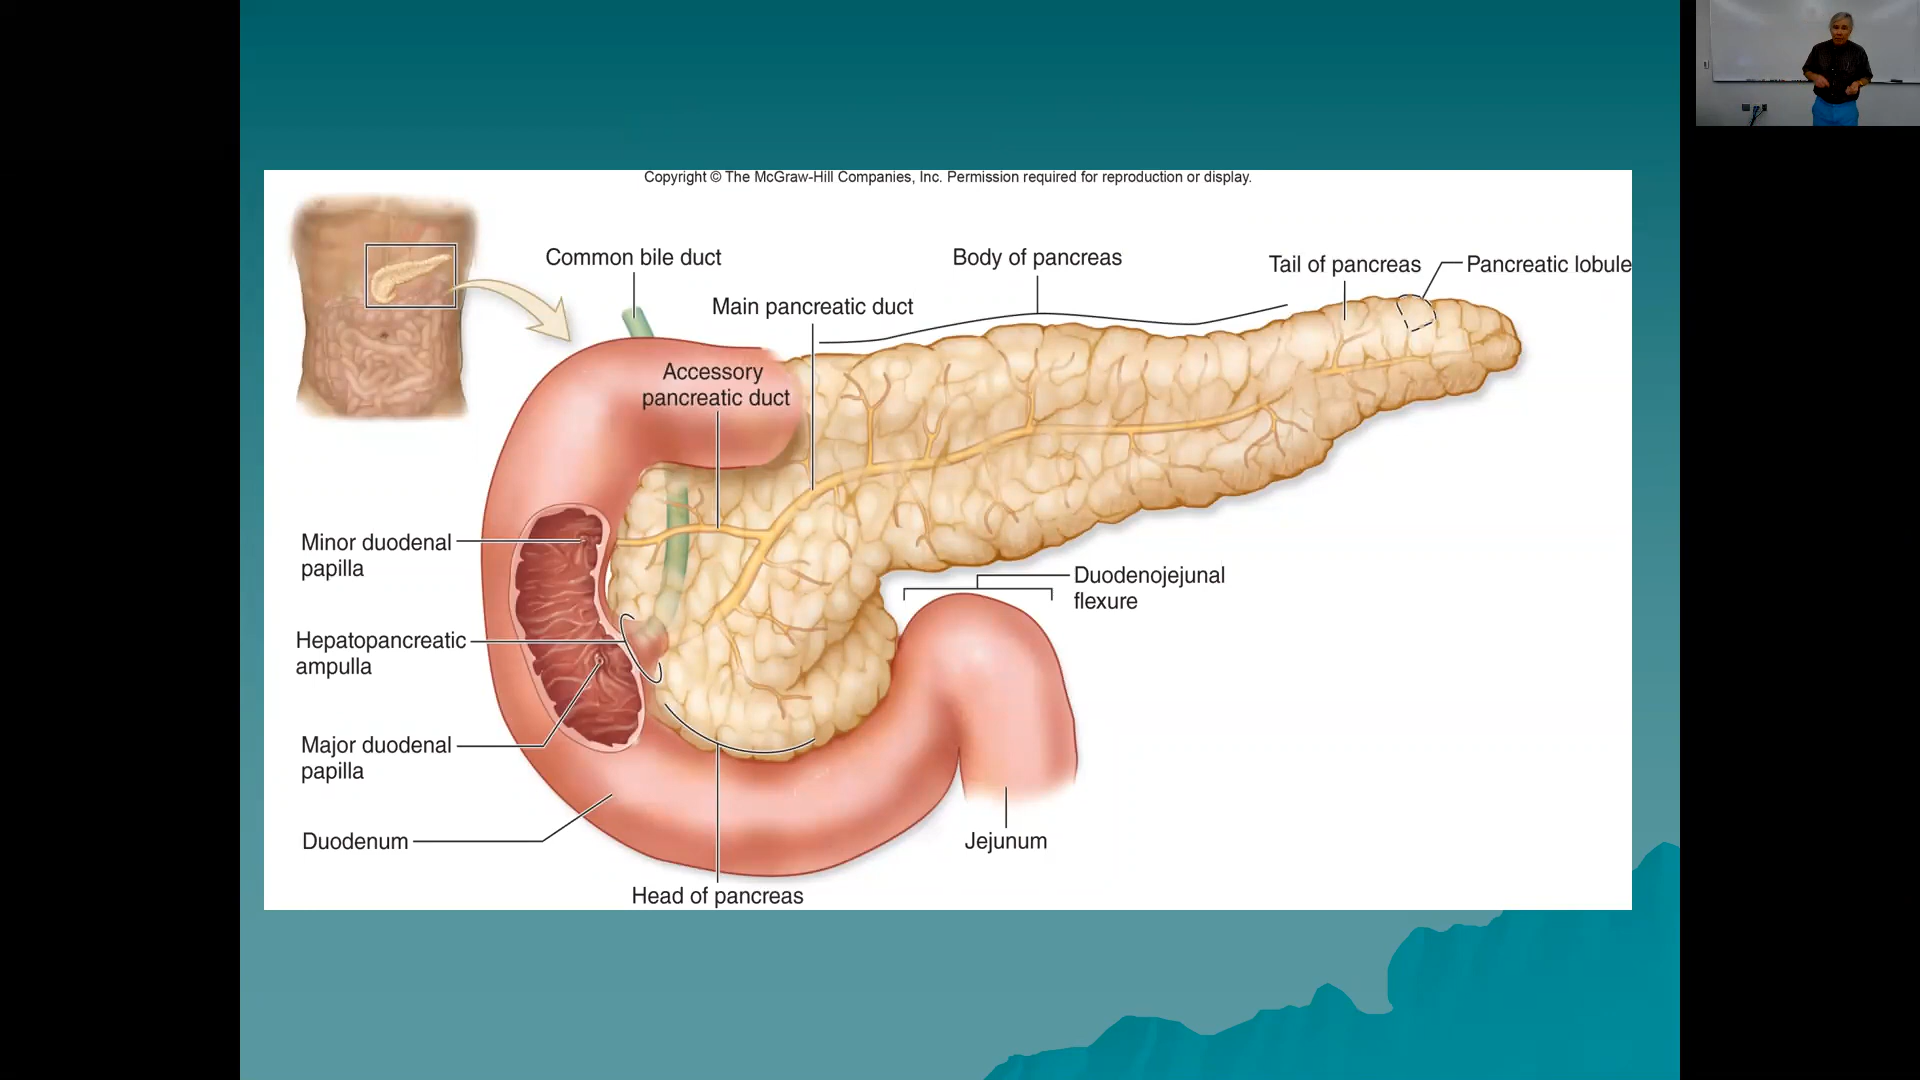 Copyright © The McGraw-Hill Companies, Inc. Permission required for reproduction or display.
Common bile duct
Body of pancreas
Tail of pancreas
Pancreatic lobule
Main pancreatic duct
Accessory
pancreatic duct
Minor duodenal
papilla
Duodenojejunal
flexure
Hepatopancreatic
ampulla
Major duodenal
papilla
Duodenum
Jejunum
Head of pancreas